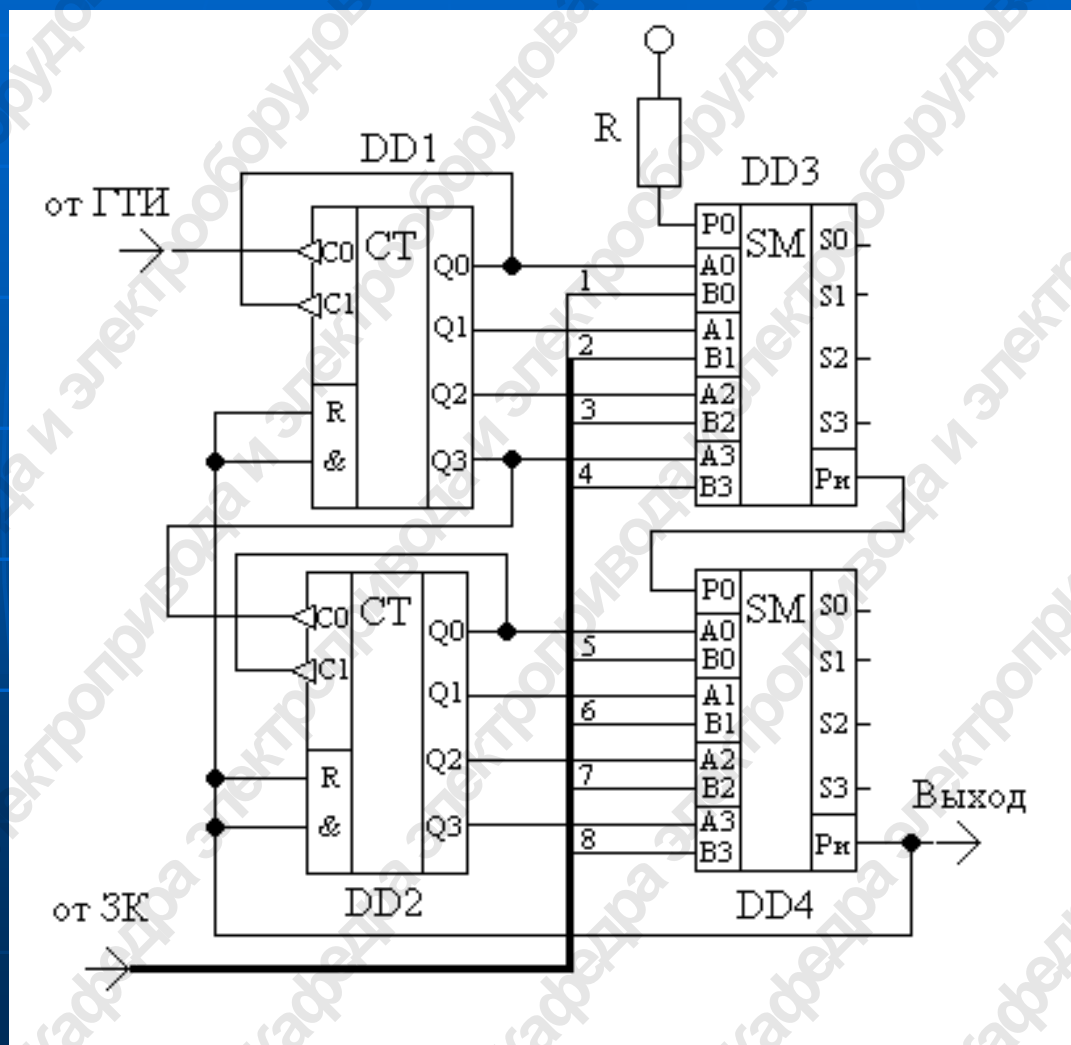 DD1
R
DD3
от ГТИ
C0
CT
Q0
C1
Q1
Q2
R
&
Q3
P0
SM
S0
A0
1
B0
S1
A1
2
B1
S2
A2
3
B2
S3
A3
4
B3
Pи
C0
CT
Q0
C1
Q1
Q2
R
&
Q3
DD2
P0
SM
S0
A0
5
B0
S1
A1
6
B1
S2
A2
7
B2
S3
A3
8
B3
Pи
Выход
DD4
от ЗК
Кафедра электропривода и электрооборудова